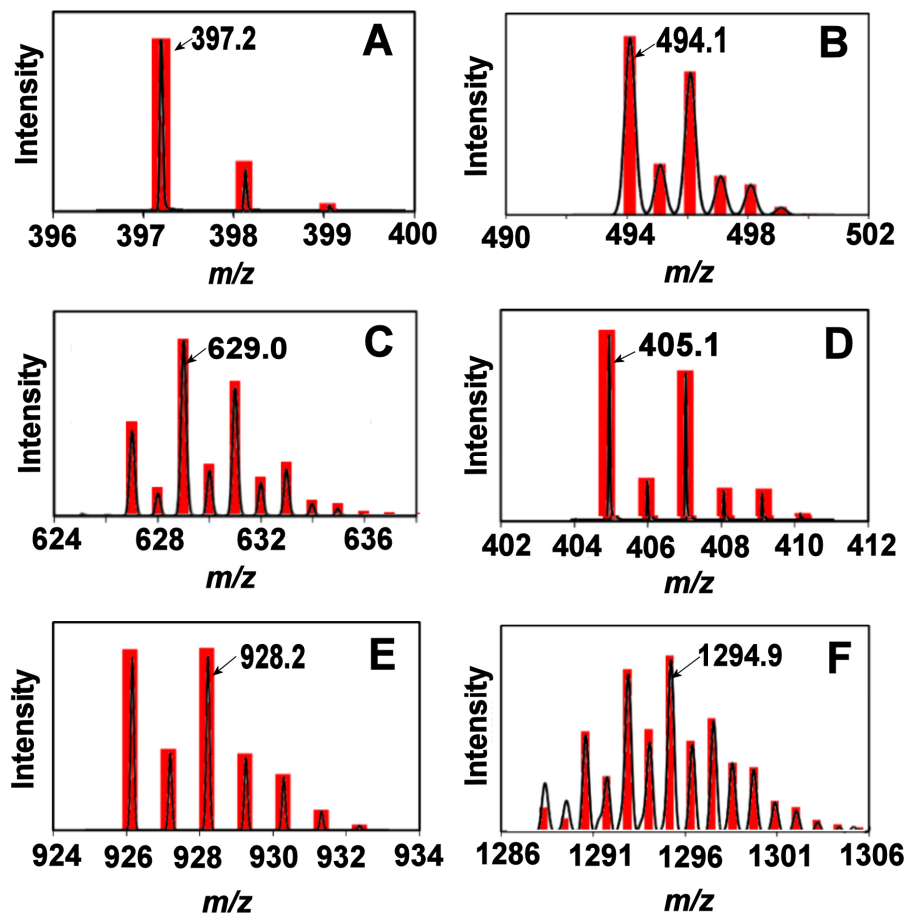 397.2
A
Intensity
396 397 398 399 400
m/z
494.1
B
Intensity
490 494 498 502
m/z
629.0
C
Intensity
624 628 632 636
m/z
405.1
D
Intensity
402 404 406 408 410 412
m/z
928.2
E
Intensity
924 926 928 930 932 934
m/z
1294.9
F
Intensity
1286 1291 1296 1301 1306
m/z